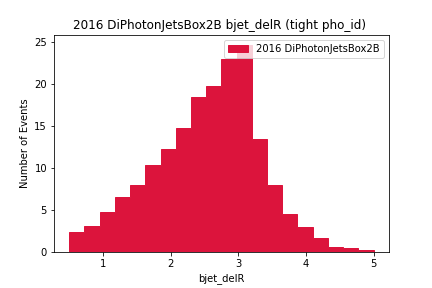 2016 DiPhotonJetsBox2B bjet_delR (tight pho_id)
2016 DiPhotonJetsBox2B
Number of Events
25
20
15
10
5
0
1
2
3
4
5
bjet_delR